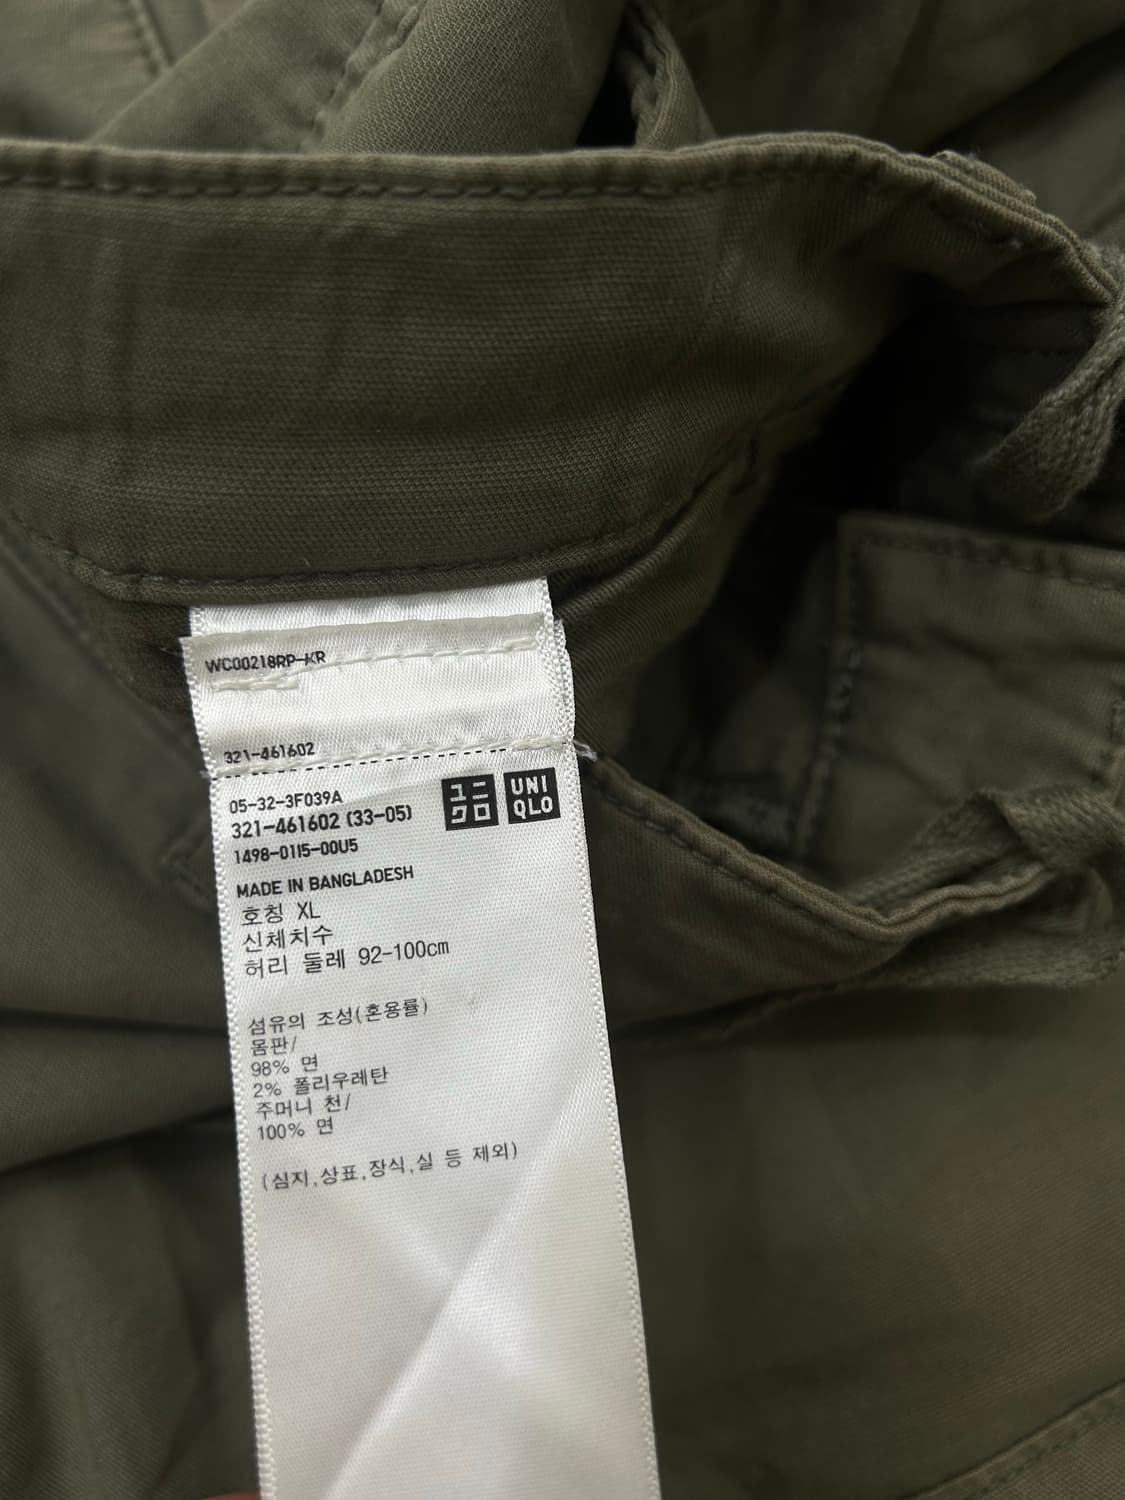 WC00218RP-KR
321-461602
05-32-3F039A
321-461602 (33-05)
1498-0115-00U5
ユニクロ
UNIQLO
MADE IN BANGLADESH
호칭 XL
신체치수
허리 둘레 92-100cm
섬유의 조성(혼용률)
몸판/
98% 면
2% 폴리우레탄
주머니 천/
100% 면
(심지,상표,장식,실 등 제외)